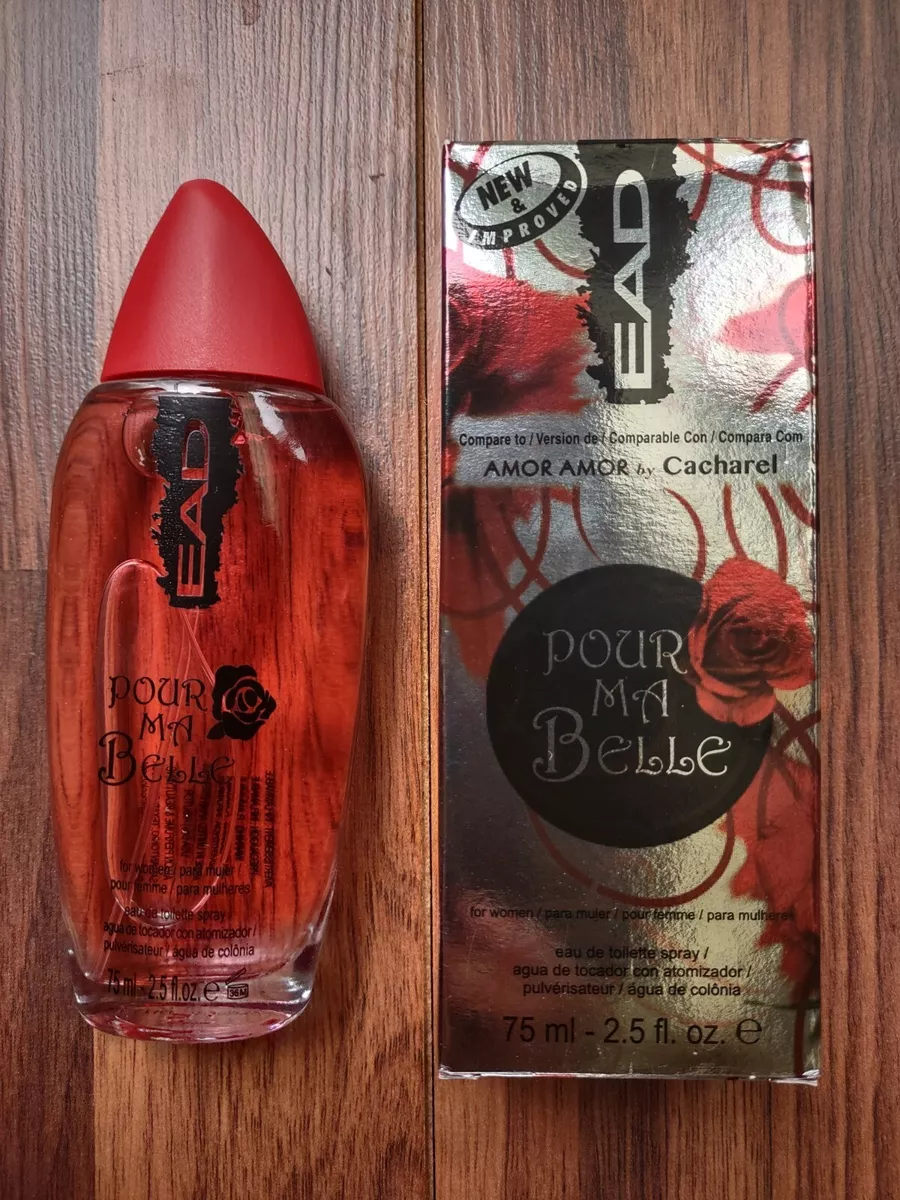 EAD
POUR
MA
BELLE
for women / para mujer /
pour femme / para mulheres
eau de toilette spray /
agua de tocador con atomizador /
pulvérisateur / água de colônia
75 ml - 2.5 fl. oz. e 36M
NEW
&
IMPROVED
EAD
Compare to / Version de / Comparable Con / Compara Com
AMOR AMOR by Cacharel
POUR
MA
BELLE
for women / para mujer / pour femme / para mulheres
eau de toilette spray /
agua de tocador con atomizador /
pulvérisateur / água de colônia
75 ml - 2.5 fl. oz. e